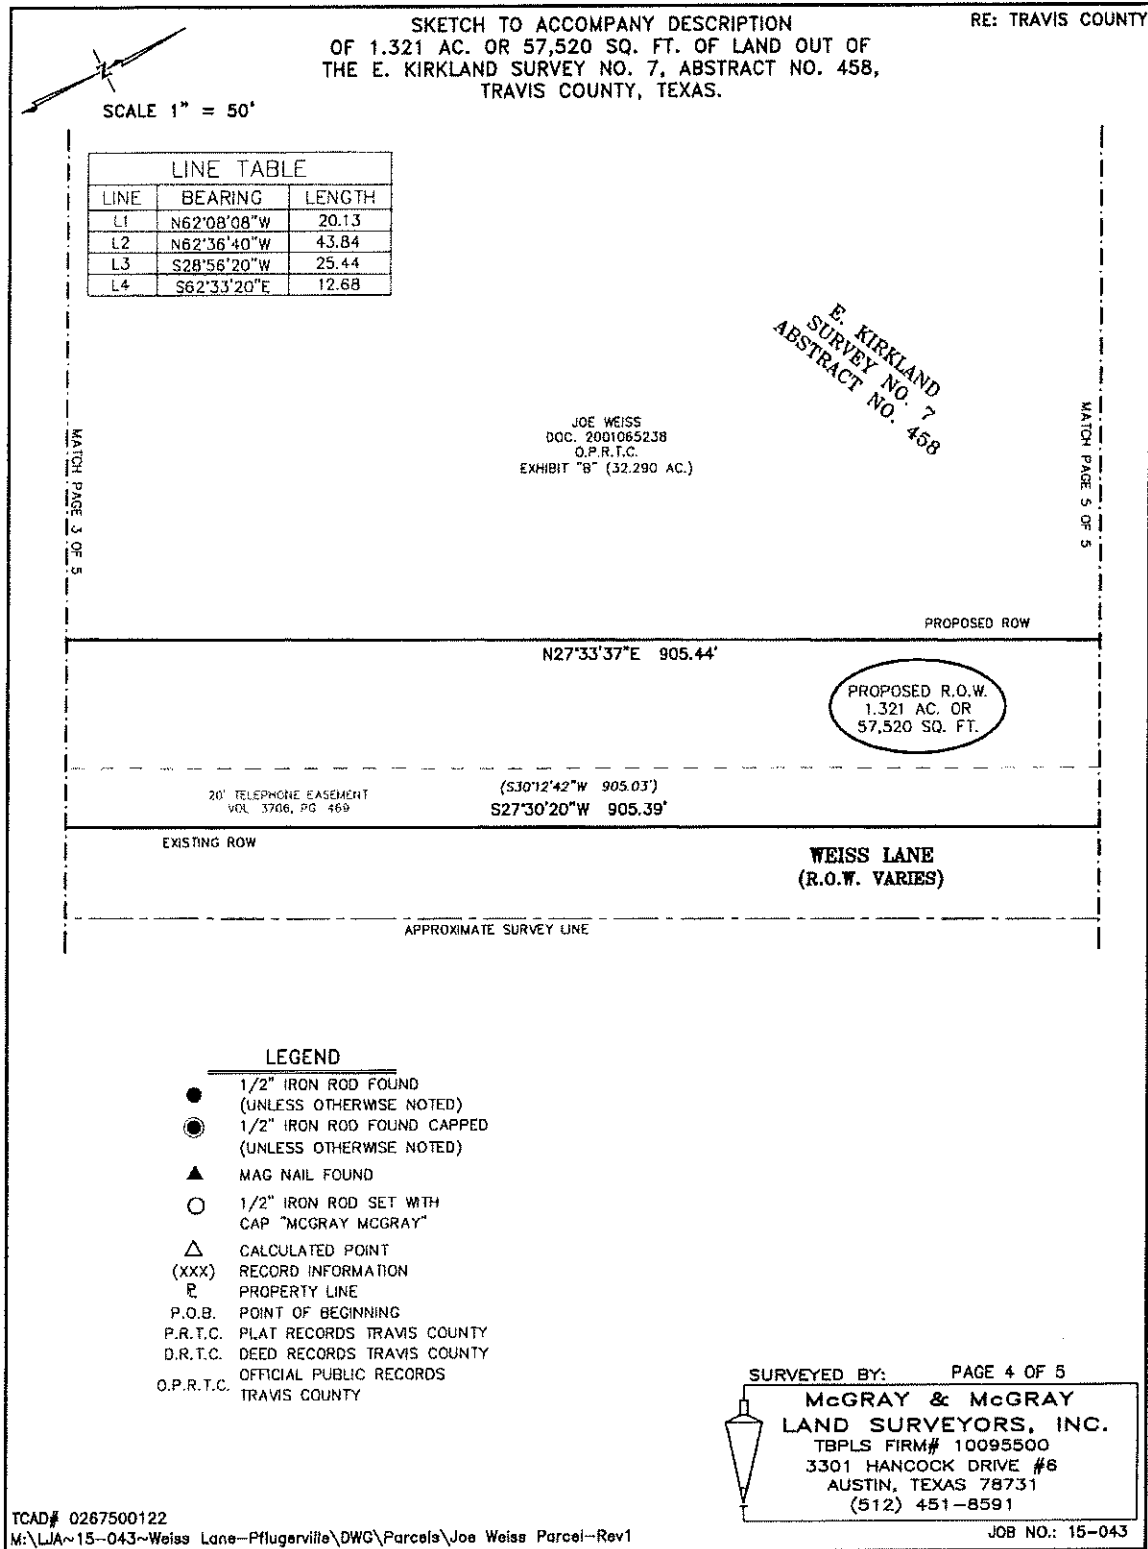 SKETCH TO ACCOMPANY DESCRIPTION
OF 1.321 AC. OR 57,520 SQ. FT. OF LAND OUT OF
THE E. KIRKLAND SURVEY NO. 7, ABSTRACT NO. 458,
TRAVIS COUNTY, TEXAS.
RE: TRAVIS COUNTY
SCALE 1" = 50'
LINE TABLE
LINE BEARING LENGTH
L1 N62°08'08"W 20.13
L2 N62°36'40"W 43.84
L3 S28°56'20"W 25.44
L4 S62°33'20"E 12.68
E. KIRKLAND
SURVEY NO. 7
ABSTRACT NO. 458
JOE WEISS
DOC. 2001065238
O.P.R.T.C.
EXHIBIT "B" (32.290 AC.)
MATCH PAGE 3 OF 5
MATCH PAGE 5 OF 5
PROPOSED ROW
N27°33'37"E 905.44'
PROPOSED R.O.W.
1.321 AC. OR
57,520 SQ. FT.
20' TELEPHONE EASEMENT
VOL 3706, PG 469
(S30°12'42"W 905.03')
S27°30'20"W 905.39'
EXISTING ROW
WEISS LANE
(R.O.W. VARIES)
APPROXIMATE SURVEY LINE
LEGEND
1/2" IRON ROD FOUND
(UNLESS OTHERWISE NOTED)
1/2" IRON ROD FOUND CAPPED
(UNLESS OTHERWISE NOTED)
MAG NAIL FOUND
1/2" IRON ROD SET WITH
CAP "MCGRAY MCGRAY"
CALCULATED POINT
(XXX) RECORD INFORMATION
PROPERTY LINE
P.O.B. POINT OF BEGINNING
P.R.T.C. PLAT RECORDS TRAVIS COUNTY
D.R.T.C. DEED RECORDS TRAVIS COUNTY
O.P.R.T.C. OFFICIAL PUBLIC RECORDS
TRAVIS COUNTY
SURVEYED BY: PAGE 4 OF 5
McGRAY & McGRAY
LAND SURVEYORS, INC.
TBPLS FIRM# 10095500
3301 HANCOCK DRIVE #6
AUSTIN, TEXAS 78731
(512) 451-8591
TCAD# 0267500122
M:\LJA~15-043~Weiss Lane-Pflugerville\DWG\Parcels\Joe Weiss Parcel-Rev1
JOB NO.: 15-043